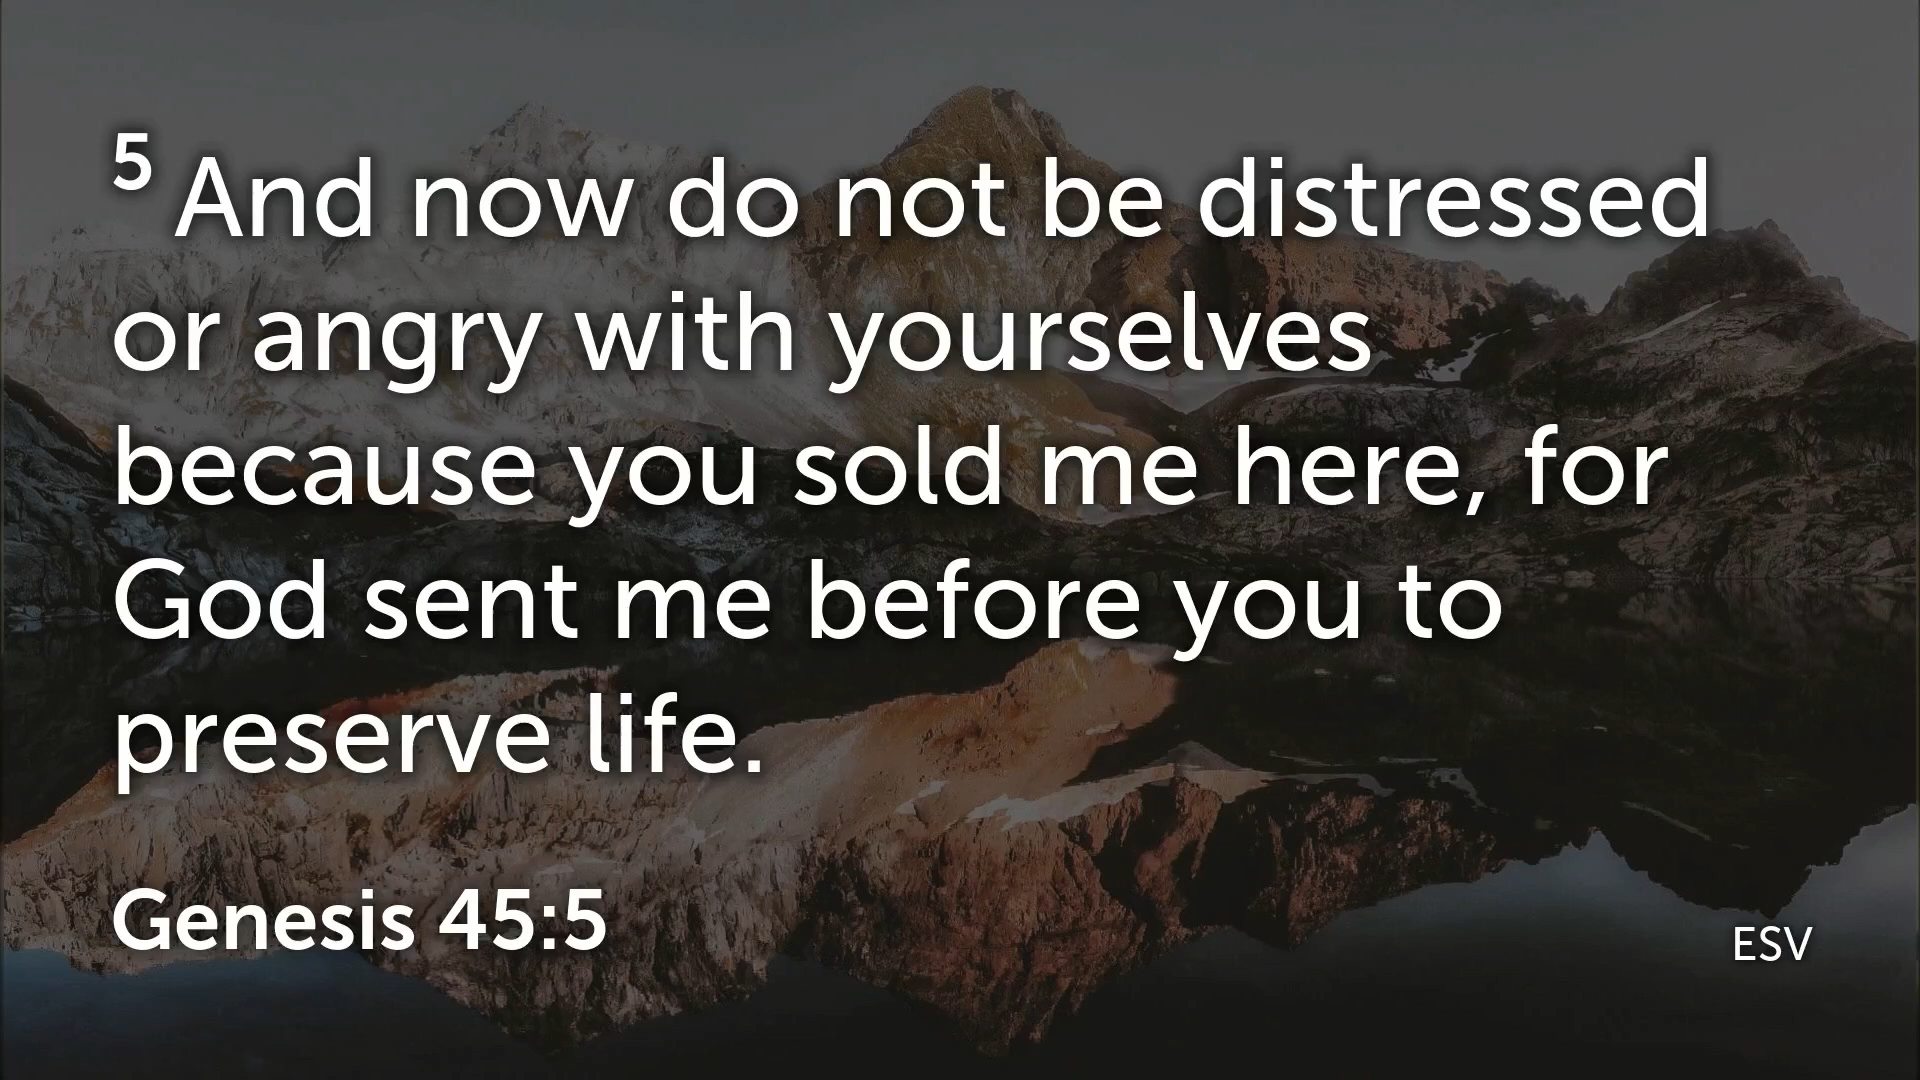 5 And now do not be distressed
or angry with yourselves
because you sold me here, for
God sent me before you to
preserve life.
Genesis 45:5
ESV